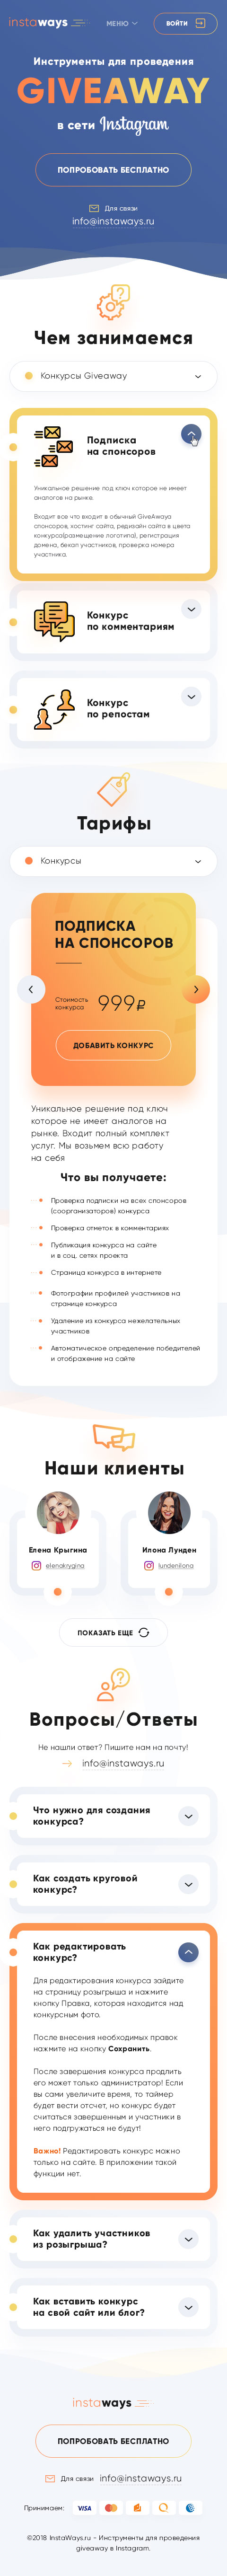 instaways
МЕНЮ
ВОЙТИ
Инструменты для проведения
GIVEAWAY
в сети Instagram
ПОПРОБОВАТЬ БЕСПЛАТНО
Для связи
info@instaways.ru
Чем занимаемся
Конкурсы Giveaway
Подписка
на спонсоров
Уникальное решение под ключ которое не имеет
аналогов на рынке.
Входит все что входит в обычный GiveAwaya
спонсоров, хостинг сайта, редизайн сайта в цвета
конкурса(размещение логотипа), регистрация
домена, бекап участников, проверка номера
участника.
Конкурс
по комментариям
Конкурс
по репостам
Тарифы
Конкурсы
ПОДПИСКА
НА СПОНСОРОВ
Стоимость
конкурса
999₽
ДОБАВИТЬ КОНКУРС
Уникальное решение под ключ
которое не имеет аналогов на
рынке. Входит полный комплект
услуг. Мы возьмем всю работу
на себя
Что вы получаете:
Проверка подписки на всех спонсоров
(соорганизаторов) конкурса
Проверка отметок в комментариях
Публикация конкурса на сайте
и в соц. сетях проекта
Страница конкурса в интернете
Фотографии профилей участников на
странице конкурса
Удаление из конкурса нежелательных
участников
Автоматическое определение победителей
и отображение на сайте
Наши клиенты
Елена Крыгина
elenakrygina
Илона Лунден
lundenilona
ПОКАЗАТЬ ЕЩЕ
Вопросы/Ответы
Не нашли ответ? Пишите нам на почту!
info@instaways.ru
Что нужно для создания
конкурса?
Как создать круговой
конкурс?
Как редактировать
конкурс?
Для редактирования конкурса зайдите
на страницу розыгрыша и нажмите
кнопку Правка, которая находится над
конкурсным фото.
После внесения необходимых правок
нажмите на кнопку Сохранить.
После завершения конкурса продлить
его может только администратор! Если
вы сами увеличите время, то таймер
будет вести отсчет, но конкурс будет
считаться завершенным и участники в
него подгружаться не будут!
Важно! Редактировать конкурс можно
только на сайте. В приложении такой
функции нет.
Как удалить участников
из розыгрыша?
Как вставить конкурс
на свой сайт или блог?
instaways
ПОПРОБОВАТЬ БЕСПЛАТНО
Для связи info@instaways.ru
Принимаем: VISA
©2018 InstaWays.ru - Инструменты для проведения
giveaway в Instagram.